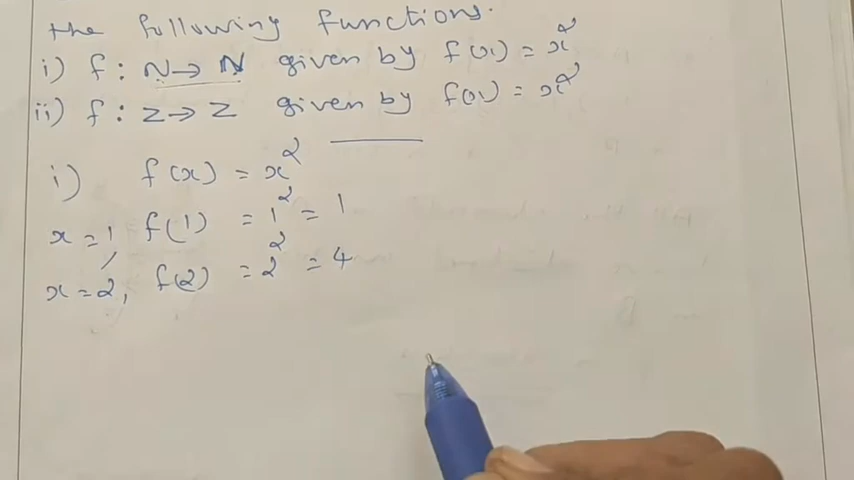 the following functions.
i) f : N → N given by f(x) = x²
ii) f : Z → Z given by f(x) = x²
i) f(x) = x²
x = 1, f(1) = 1² = 1
x = 2, f(2) = 2² = 4